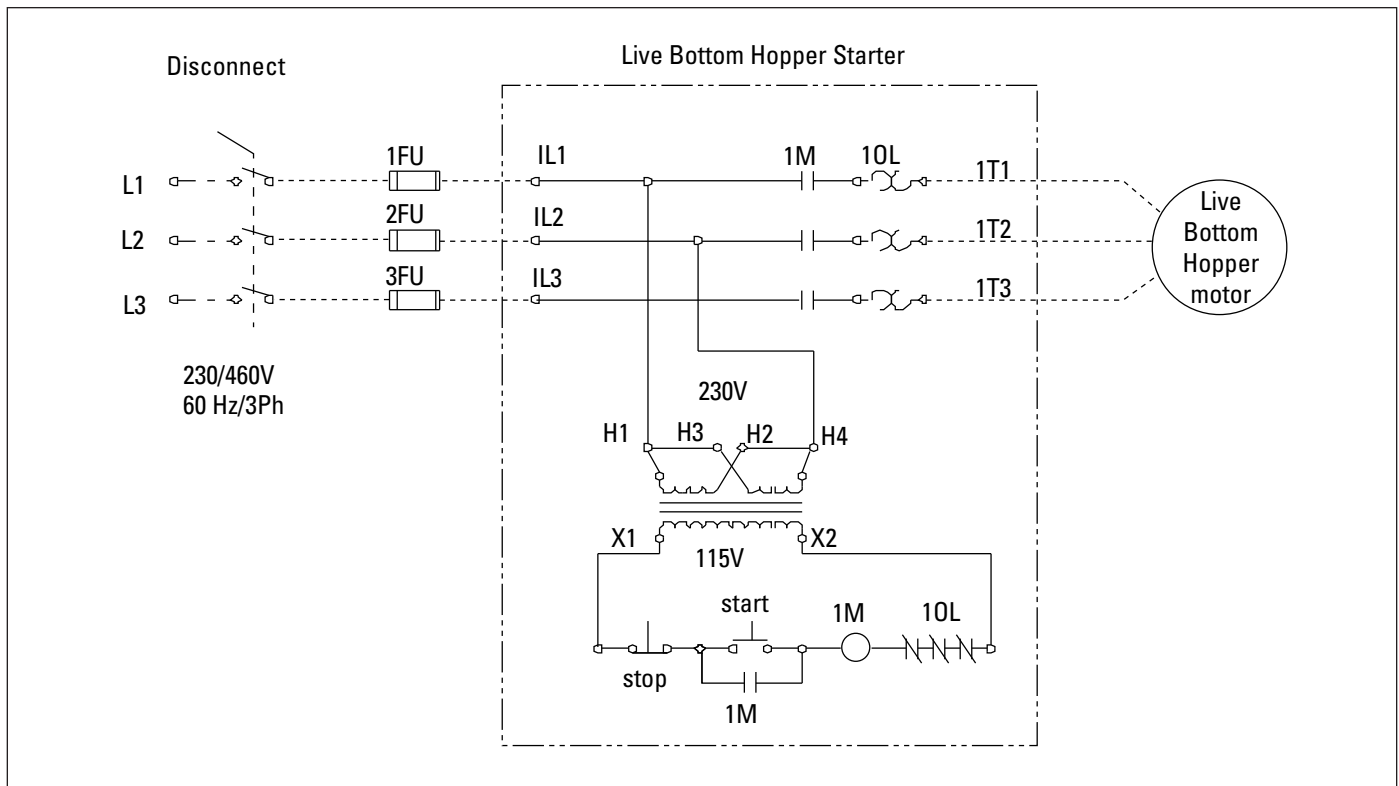 Live Bottom Hopper Starter
Disconnect
1FU
IL1
1M
1OL
1T1
L1
2FU
IL2
1T2
L2
3FU
IL3
1T3
L3
Live
Bottom
Hopper
motor
230/460V
60 Hz/3Ph
230V
H1
H3
H2
H4
X1
X2
115V
start
1M
1OL
stop
1M